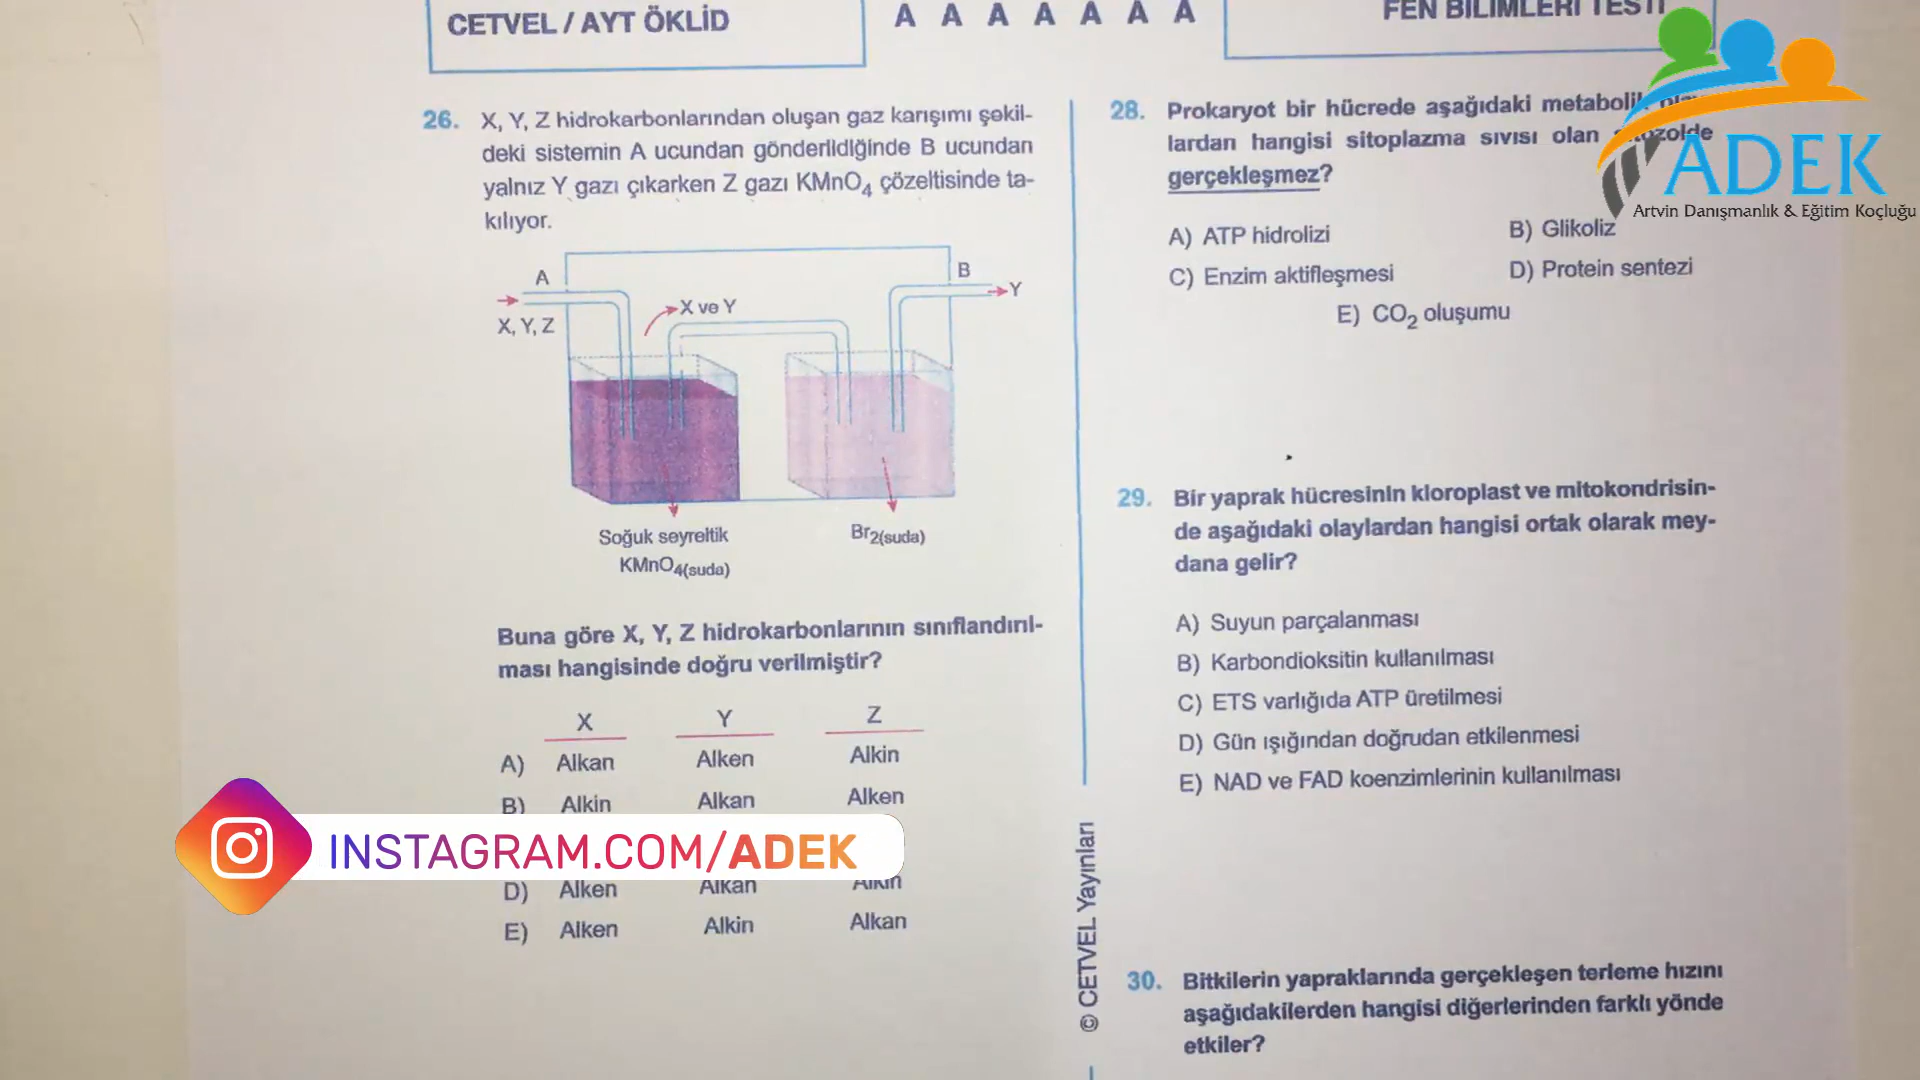 CETVEL / AYT ÖKLİD
A A A A A A A
FEN BİLİMLERİ TESTİ
ADEK
Artvin Danışmanlık & Eğitim Koçluğu
26. X, Y, Z hidrokarbonlarından oluşan gaz karışımı şekil-
deki sistemin A ucundan gönderildiğinde B ucundan
yalnız Y gazı çıkarken Z gazı KMnO4 çözeltisinde ta-
kılıyor.
A
B
X, Y, Z
X ve Y
Y
Soğuk seyreltik
KMnO4(suda)
Br2(suda)
Buna göre X, Y, Z hidrokarbonlarının sınıflandırıl-
ması hangisinde doğru verilmiştir?
X Y Z
A) Alkan Alken Alkin
B) Alkin Alkan Alken
INSTAGRAM.COM/ADEK
D) Alken Alkan Alkin
E) Alken Alkin Alkan
© CETVEL Yayınları
28. Prokaryot bir hücrede aşağıdaki metabolik
lardan hangisi sitoplazma sıvısı olan
gerçekleşmez?
A) ATP hidrolizi
B) Glikoliz
C) Enzim aktifleşmesi
D) Protein sentezi
E) CO2 oluşumu
29. Bir yaprak hücresinin kloroplast ve mitokondrisin-
de aşağıdaki olaylardan hangisi ortak olarak mey-
dana gelir?
A) Suyun parçalanması
B) Karbondioksitin kullanılması
C) ETS varlığıda ATP üretilmesi
D) Gün ışığından doğrudan etkilenmesi
E) NAD ve FAD koenzimlerinin kullanılması
30. Bitkilerin yapraklarında gerçekleşen terleme hızını
aşağıdakilerden hangisi diğerlerinden farklı yönde
etkiler?